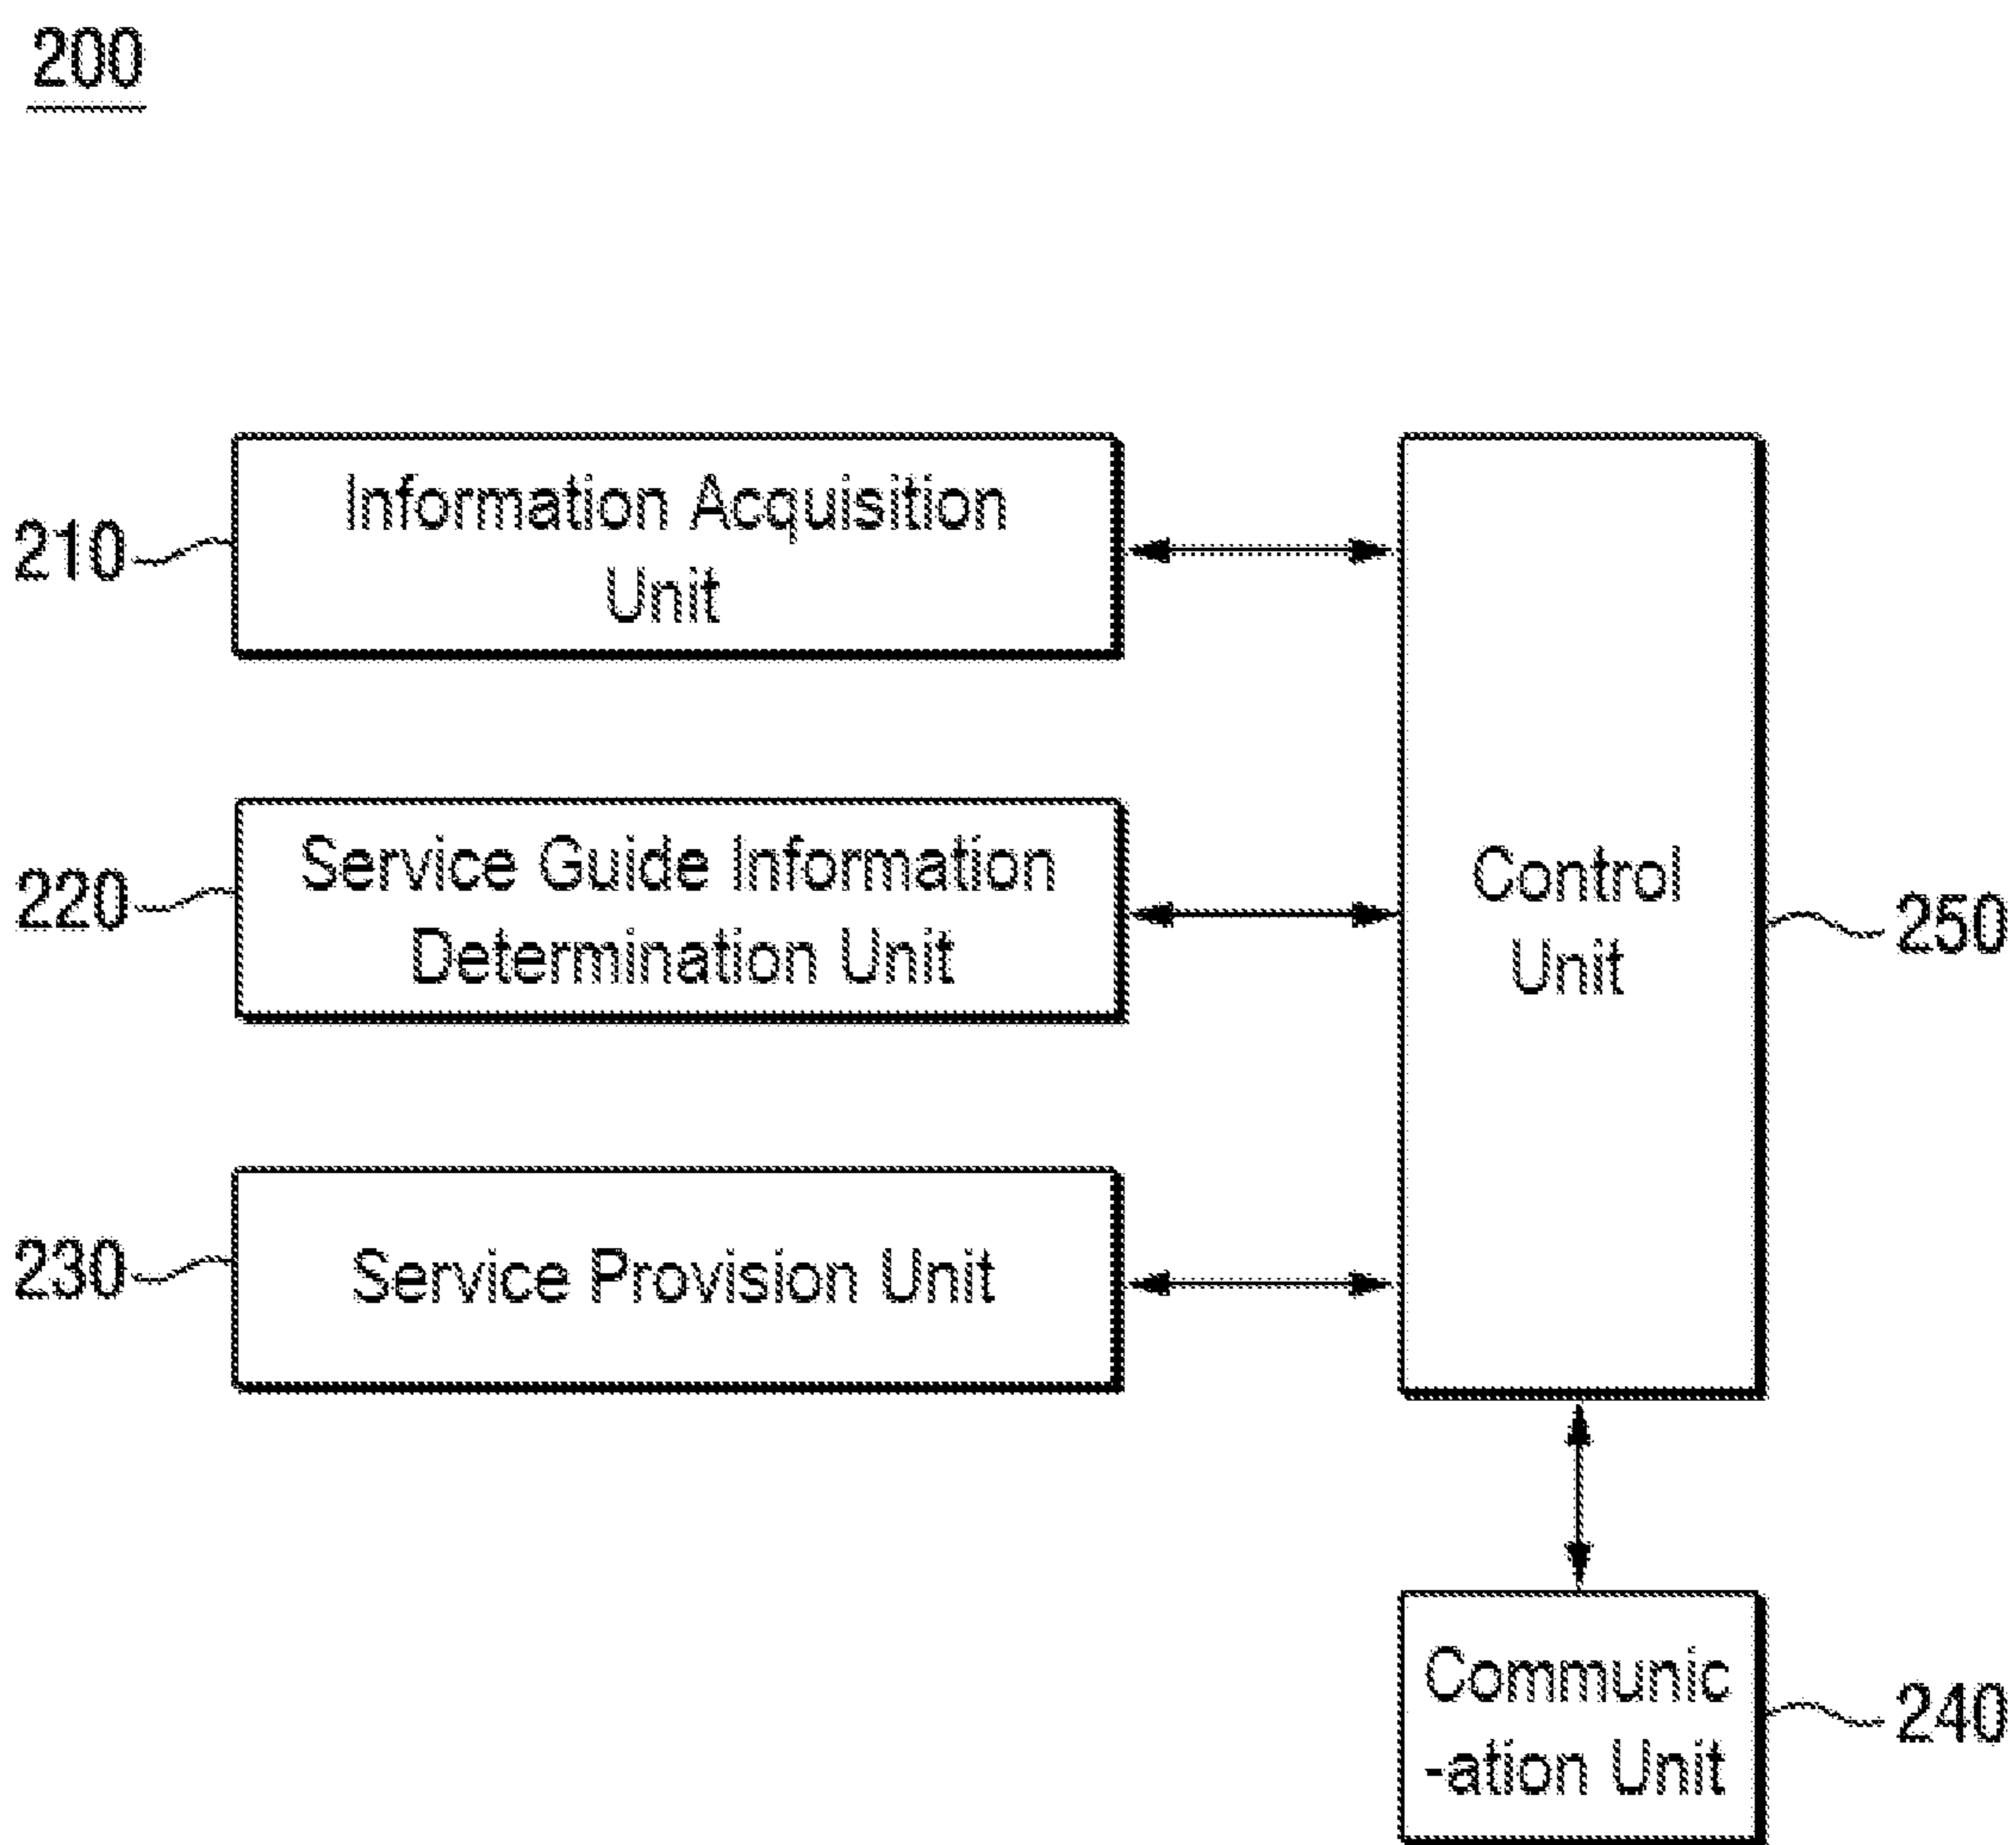 200
210
Information Acquisition
Unit
220
Service Guide Information
Determination Unit
230
Service Provision Unit
Control
Unit
250
Communic
-ation Unit
240